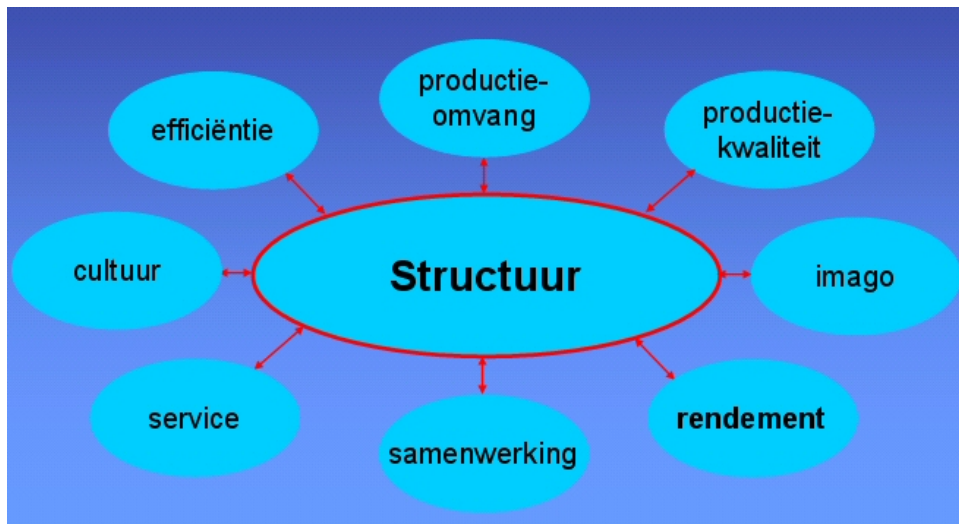 productie-
omvang
efficiëntie
productie-
kwaliteit
cultuur
Structuur
imago
service
samenwerking
rendement